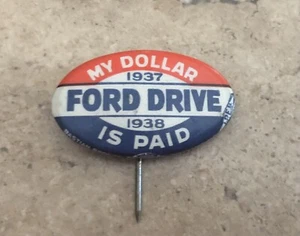 MY DOLLAR
1937
FORD DRIVE
1938
IS PAID